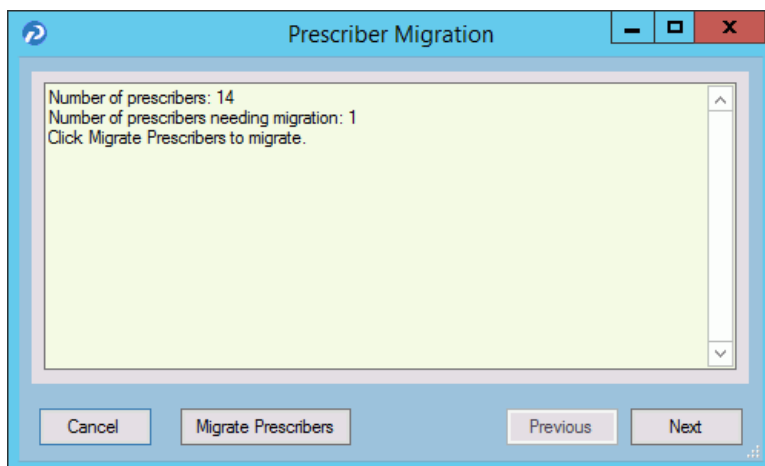 Prescriber Migration
Number of prescribers: 14
Number of prescribers needing migration: 1
Click Migrate Prescribers to migrate.
Cancel
Migrate Prescribers
Previous
Next